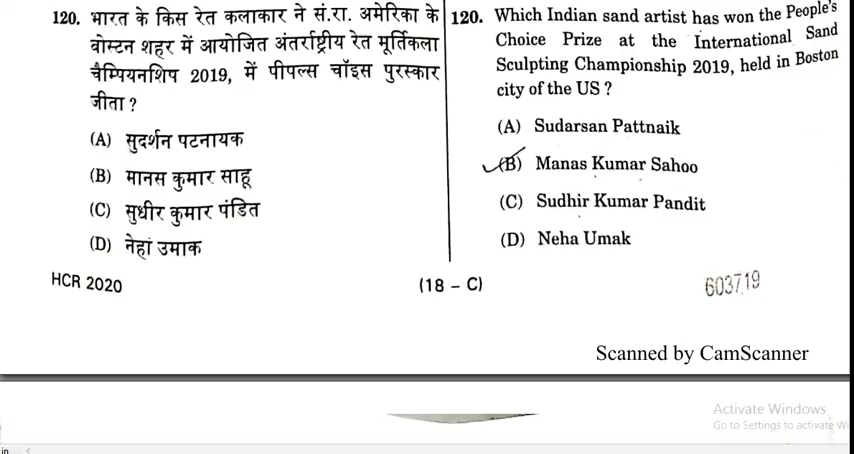 120. भारत के किस रेत कलाकार ने सं.रा. अमेरिका के
वोस्टन शहर में आयोजित अंतर्राष्ट्रीय रेत मूर्तिकला
चैम्पियनशिप 2019, में पीपल्स चॉइस पुरस्कार
जीता ?
(A) सुदर्शन पटनायक
(B) मानस कुमार साहू
(C) सुधीर कुमार पंडित
(D) नेहां उमाक
120. Which Indian sand artist has won the People's
Choice Prize at the International Sand
Sculpting Championship 2019, held in Boston
city of the US ?
(A) Sudarsan Pattnaik
(B) Manas Kumar Sahoo
(C) Sudhir Kumar Pandit
(D) Neha Umak
HCR 2020
(18 – C)
603719
Scanned by CamScanner
Activate Windows
Go to Settings to activate
in